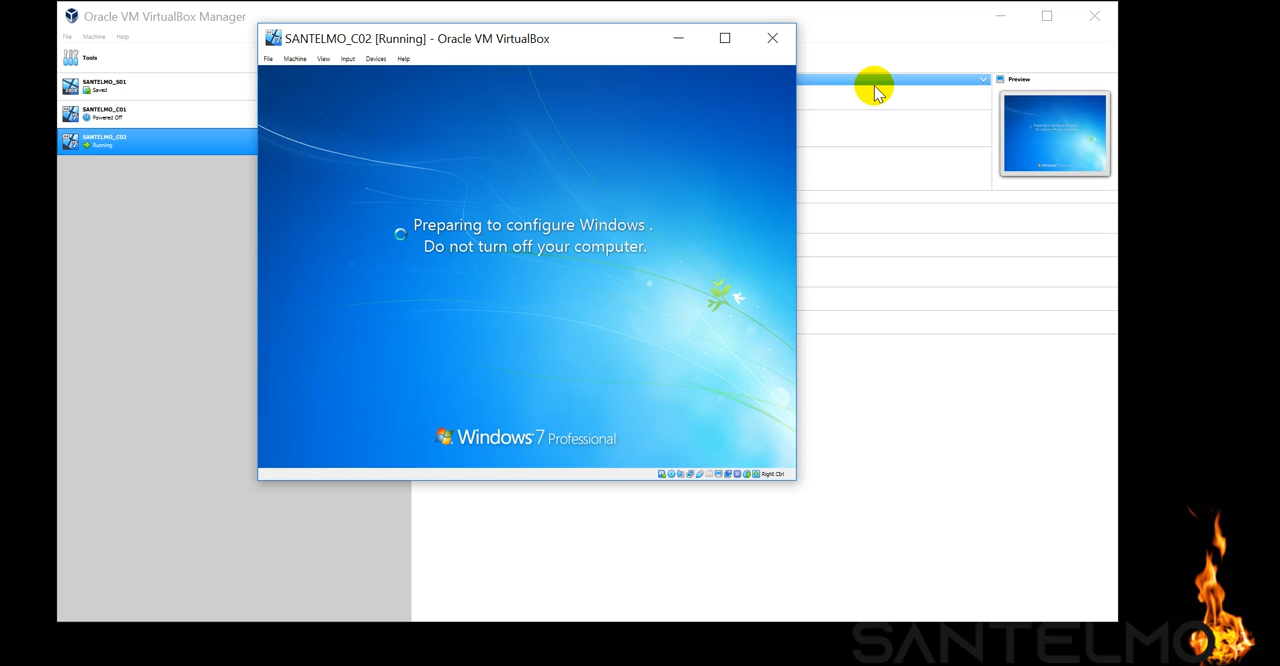 Oracle VM VirtualBox Manager
File Machine Help
Tools
SANTELMO_S01
Saved
SANTELMO_C01
Powered Off
SANTELMO_C02
Running
SANTELMO_C02 [Running] - Oracle VM VirtualBox
File Machine View Input Devices Help
Preview
Preparing to configure Windows .
Do not turn off your computer.
Windows 7 Professional
Right Ctrl
SANTELMO